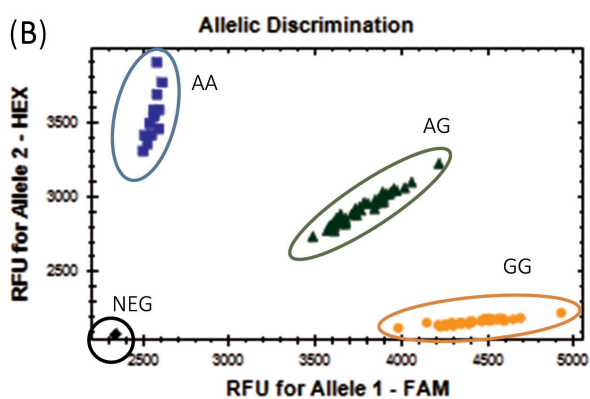 (B)
Allelic Discrimination
RFU for Allele 2 - HEX
3500
3000
2500
AA
AG
GG
NEG
2500 3000 3500 4000 4500 5000
RFU for Allele 1 - FAM